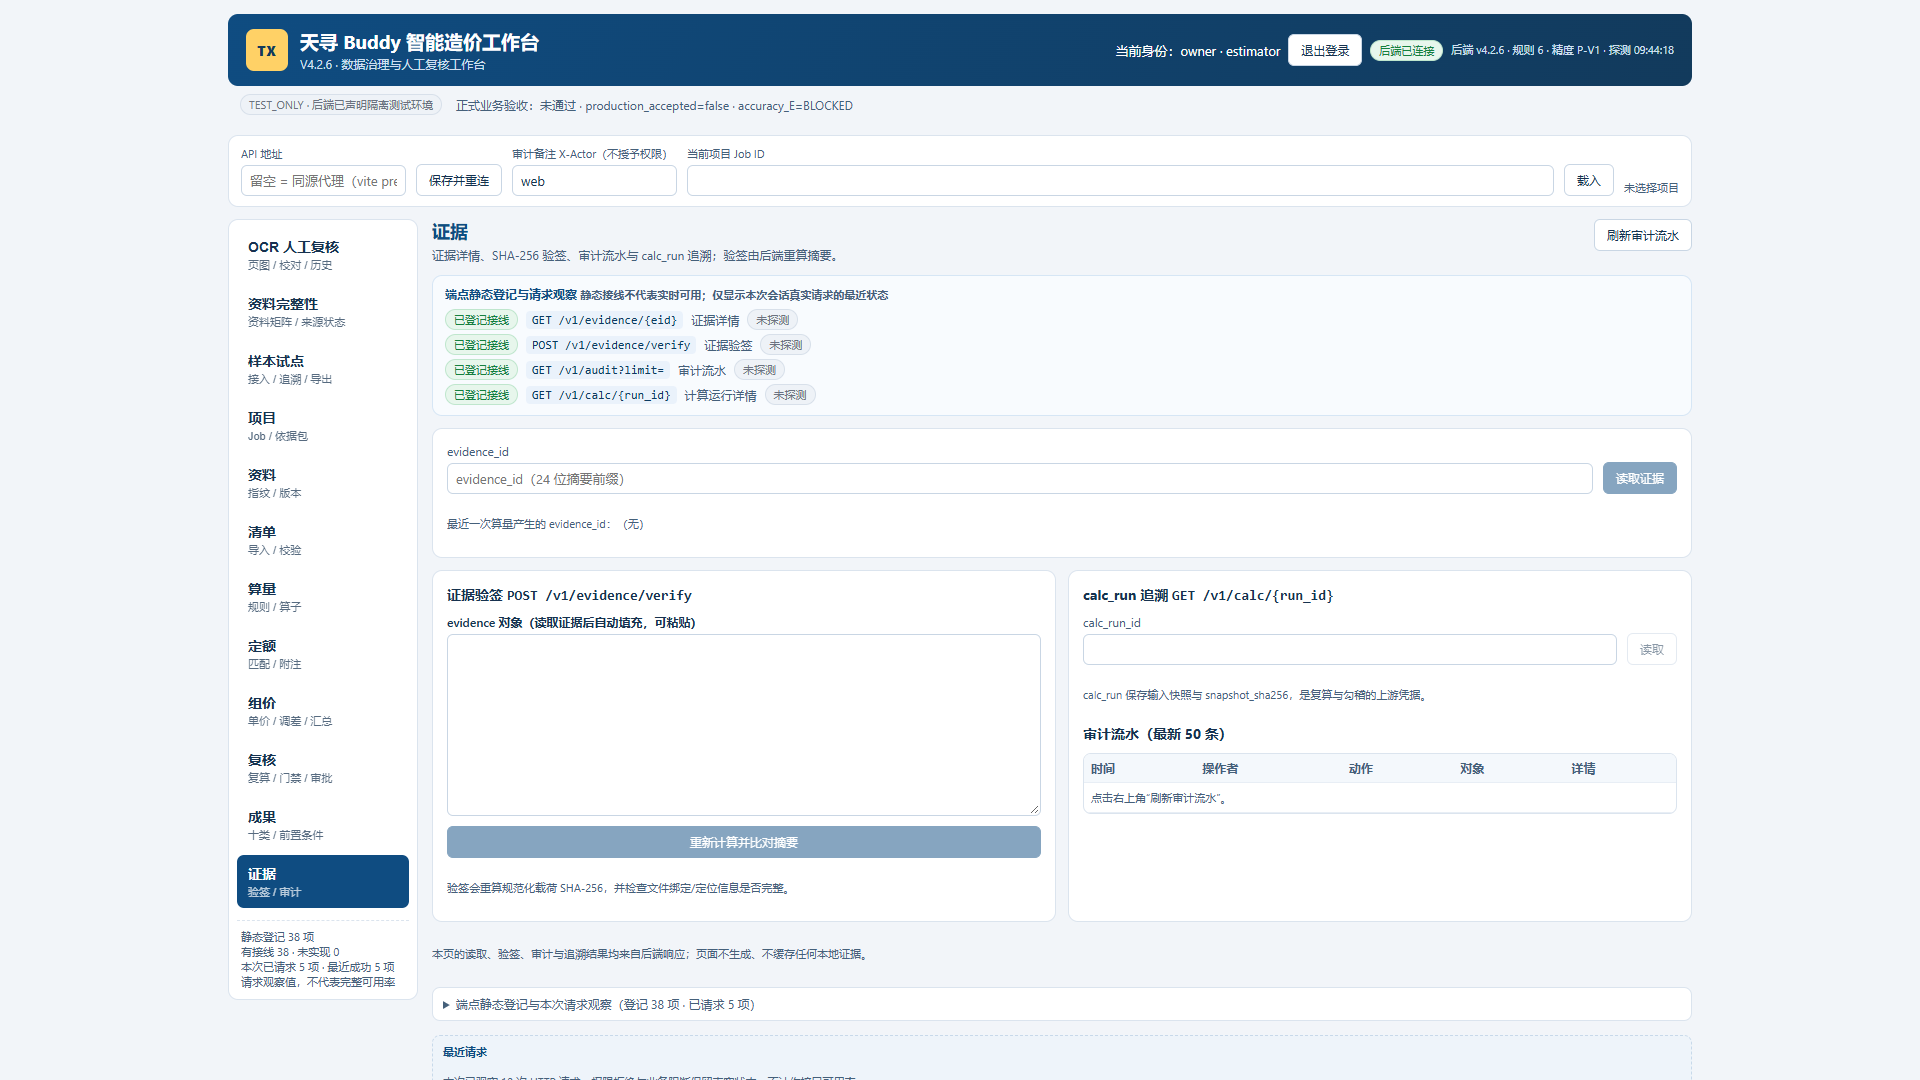 TX
天寻 Buddy 智能造价工作台
V4.2.6 · 数据治理与人工复核工作台
当前身份：owner · estimator
退出登录
后端已连接
后端 v4.2.6 · 规则 6 · 精度 P-V1 · 探测 09:44:18
TEST_ONLY · 后端已声明隔离测试环境
正式业务验收：未通过 · production_accepted=false · accuracy_E=BLOCKED
API 地址
留空 = 同源代理（vite pre
保存并重连
审计备注 X-Actor（不授予权限）
web
当前项目 Job ID
载入
未选择项目
OCR 人工复核
页图 / 校对 / 历史
资料完整性
资料矩阵 / 来源状态
样本试点
接入 / 追溯 / 导出
项目
Job / 依据包
资料
指纹 / 版本
清单
导入 / 校验
算量
规则 / 算子
定额
匹配 / 附注
组价
单价 / 调差 / 汇总
复核
复算 / 门禁 / 审批
成果
十类 / 前置条件
证据
验签 / 审计
静态登记 38 项
有接线 38 · 未实现 0
本次已请求 5 项 · 最近成功 5 项
请求观察值，不代表完整可用率
证据
证据详情、SHA-256 验签、审计流水与 calc_run 追溯；验签由后端重算摘要。
刷新审计流水
端点静态登记与请求观察 静态接线不代表实时可用；仅显示本次会话真实请求的最近状态
已登记接线 GET /v1/evidence/{eid} 证据详情 未探测
已登记接线 POST /v1/evidence/verify 证据验签 未探测
已登记接线 GET /v1/audit?limit= 审计流水 未探测
已登记接线 GET /v1/calc/{run_id} 计算运行详情 未探测
evidence_id
evidence_id（24 位摘要前缀）
读取证据
最近一次算量产生的 evidence_id：（无）
证据验签 POST /v1/evidence/verify
evidence 对象（读取证据后自动填充，可粘贴）
重新计算并比对摘要
验签会重算规范化载荷 SHA-256，并检查文件绑定/定位信息是否完整。
calc_run 追溯 GET /v1/calc/{run_id}
calc_run_id
读取
calc_run 保存输入快照与 snapshot_sha256，是复算与勾稽的上游凭据。
审计流水（最新 50 条）
时间 操作者 动作 对象 详情
点击右上角“刷新审计流水”。
本页的读取、验签、审计与追溯结果均来自后端响应；页面不生成、不缓存任何本地证据。
▶ 端点静态登记与本次请求观察（登记 38 项 · 已请求 5 项）
最近请求